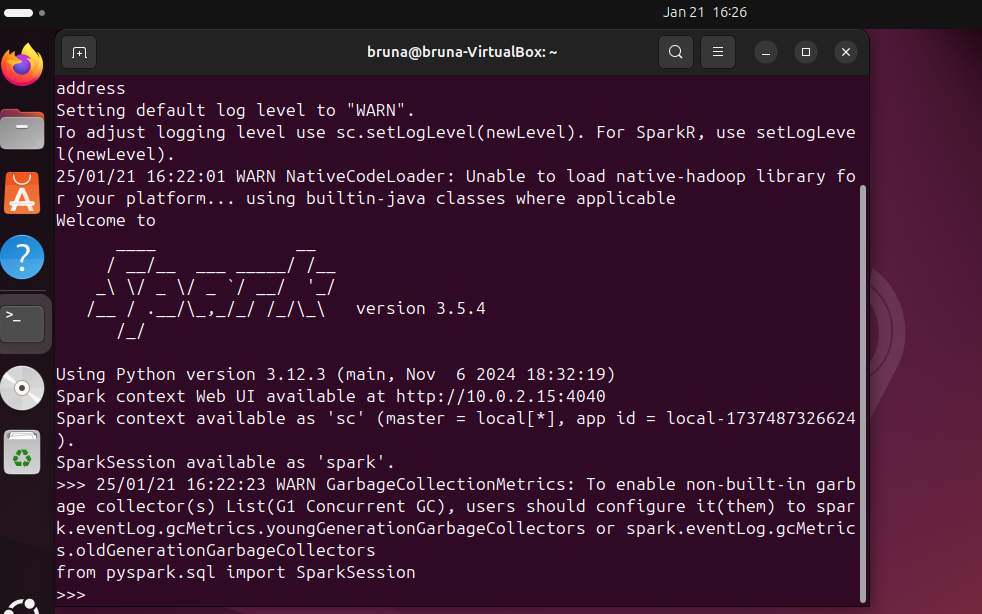 Jan 21 16:26
bruna@bruna-VirtualBox: ~
address
Setting default log level to "WARN".
To adjust logging level use sc.setLogLevel(newLevel). For SparkR, use setLogLeve
l(newLevel).
25/01/21 16:22:01 WARN NativeCodeLoader: Unable to load native-hadoop library fo
r your platform... using builtin-java classes where applicable
Welcome to
      ____              __
     / __/__  ___ _____/ /__
    _\ \/ _ \/ _ `/ __/  '_/
   /__ / .__/\_,_/_/ /_/\_\   version 3.5.4
      /_/
Using Python version 3.12.3 (main, Nov  6 2024 18:32:19)
Spark context Web UI available at http://10.0.2.15:4040
Spark context available as 'sc' (master = local[*], app id = local-1737487326624
).
SparkSession available as 'spark'.
>>> 25/01/21 16:22:23 WARN GarbageCollectionMetrics: To enable non-built-in garb
age collector(s) List(G1 Concurrent GC), users should configure it(them) to spar
k.eventLog.gcMetrics.youngGenerationGarbageCollectors or spark.eventLog.gcMetric
s.oldGenerationGarbageCollectors
from pyspark.sql import SparkSession
>>>